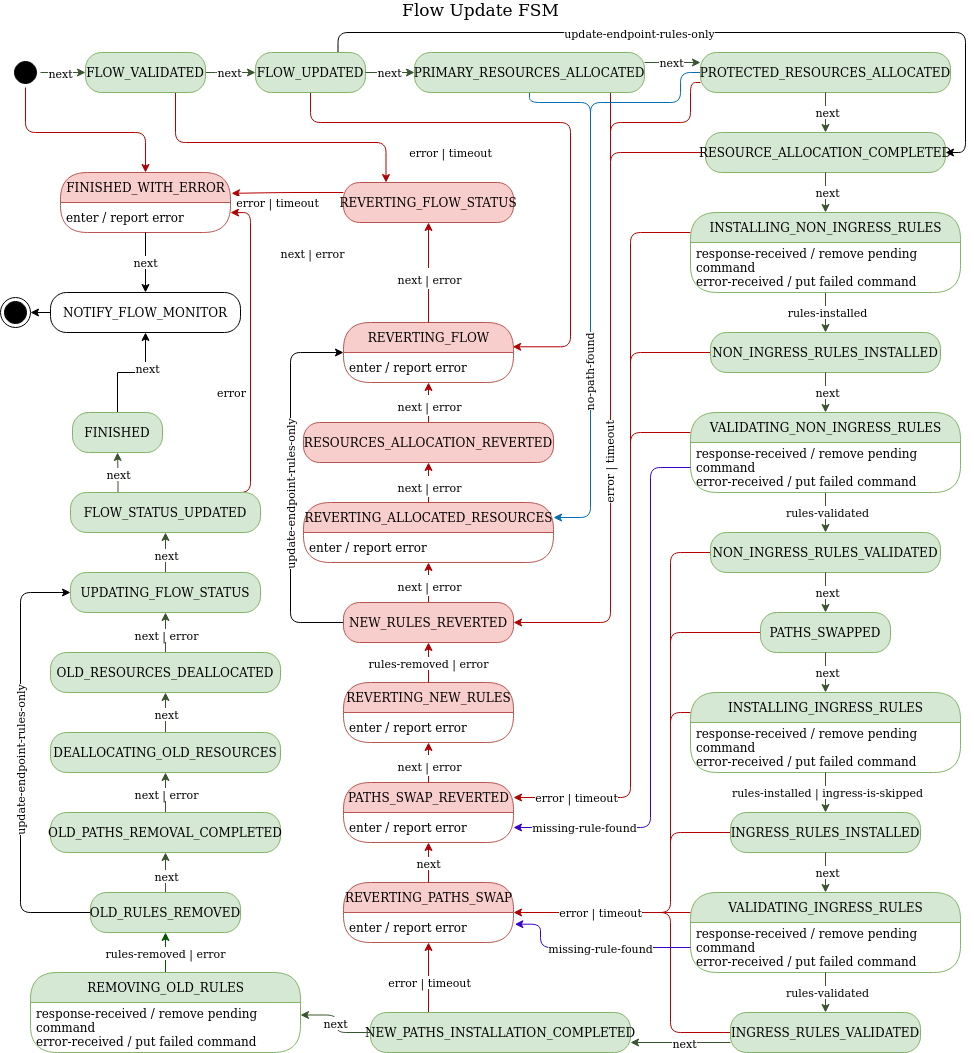 Flow Update FSM
update-endpoint-rules-only
next
FLOW_VALIDATED
next
FLOW_UPDATED
next
PRIMARY_RESOURCES_ALLOCATED
next
PROTECTED_RESOURCES_ALLOCATED
next
error | timeout
RESOURCE_ALLOCATION_COMPLETED
FINISHED_WITH_ERROR
enter / report error
error | timeout
REVERTING_FLOW_STATUS
next
INSTALLING_NON_INGRESS_RULES
response-received / remove pending
command
error-received / put failed command
next
next | error
next | error
NOTIFY_FLOW_MONITOR
rules-installed
REVERTING_FLOW
enter / report error
NON_INGRESS_RULES_INSTALLED
next
no-path-found
error
next
next | error
FINISHED
RESOURCES_ALLOCATION_REVERTED
VALIDATING_NON_INGRESS_RULES
response-received / remove pending
command
error-received / put failed command
next
next | error
error | timeout
update-endpoint-rules-only
FLOW_STATUS_UPDATED
REVERTING_ALLOCATED_RESOURCES
enter / report error
rules-validated
NON_INGRESS_RULES_VALIDATED
next
next | error
next
UPDATING_FLOW_STATUS
NEW_RULES_REVERTED
PATHS_SWAPPED
next | error
rules-removed | error
next
OLD_RESOURCES_DEALLOCATED
REVERTING_NEW_RULES
enter / report error
INSTALLING_INGRESS_RULES
response-received / remove pending
command
error-received / put failed command
next
update-endpoint-rules-only
DEALLOCATING_OLD_RESOURCES
next | error
next | error
PATHS_SWAP_REVERTED
enter / report error
error | timeout
missing-rule-found
rules-installed | ingress-is-skipped
OLD_PATHS_REMOVAL_COMPLETED
INGRESS_RULES_INSTALLED
next
next
next
OLD_RULES_REMOVED
REVERTING_PATHS_SWAP
enter / report error
error | timeout
missing-rule-found
VALIDATING_INGRESS_RULES
response-received / remove pending
command
error-received / put failed command
rules-removed | error
error | timeout
rules-validated
REMOVING_OLD_RULES
response-received / remove pending
command
error-received / put failed command
next
NEW_PATHS_INSTALLATION_COMPLETED
next
INGRESS_RULES_VALIDATED